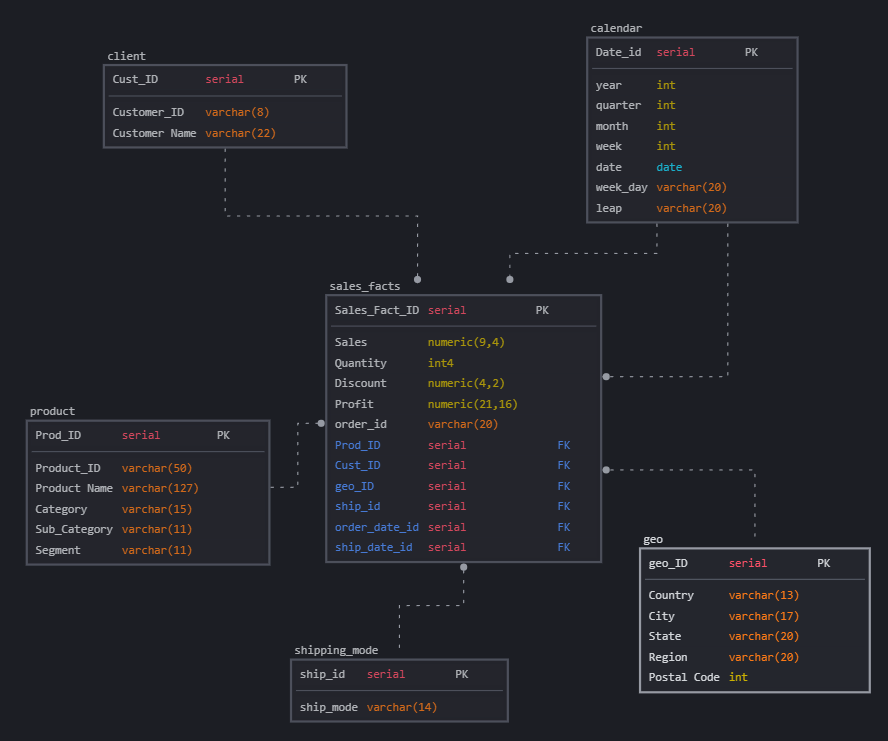 calendar
Date_id serial PK
year int
quarter int
month int
week int
date date
week_day varchar(20)
leap varchar(20)
client
Cust_ID serial PK
Customer_ID varchar(8)
Customer Name varchar(22)
sales_facts
Sales_Fact_ID serial PK
Sales numeric(9,4)
Quantity int4
Discount numeric(4,2)
Profit numeric(21,16)
order_id varchar(20)
Prod_ID serial FK
Cust_ID serial FK
geo_ID serial FK
ship_id serial FK
order_date_id serial FK
ship_date_id serial FK
product
Prod_ID serial PK
Product_ID varchar(50)
Product Name varchar(127)
Category varchar(15)
Sub_Category varchar(11)
Segment varchar(11)
geo
geo_ID serial PK
Country varchar(13)
City varchar(17)
State varchar(20)
Region varchar(20)
Postal Code int
shipping_mode
ship_id serial PK
ship_mode varchar(14)